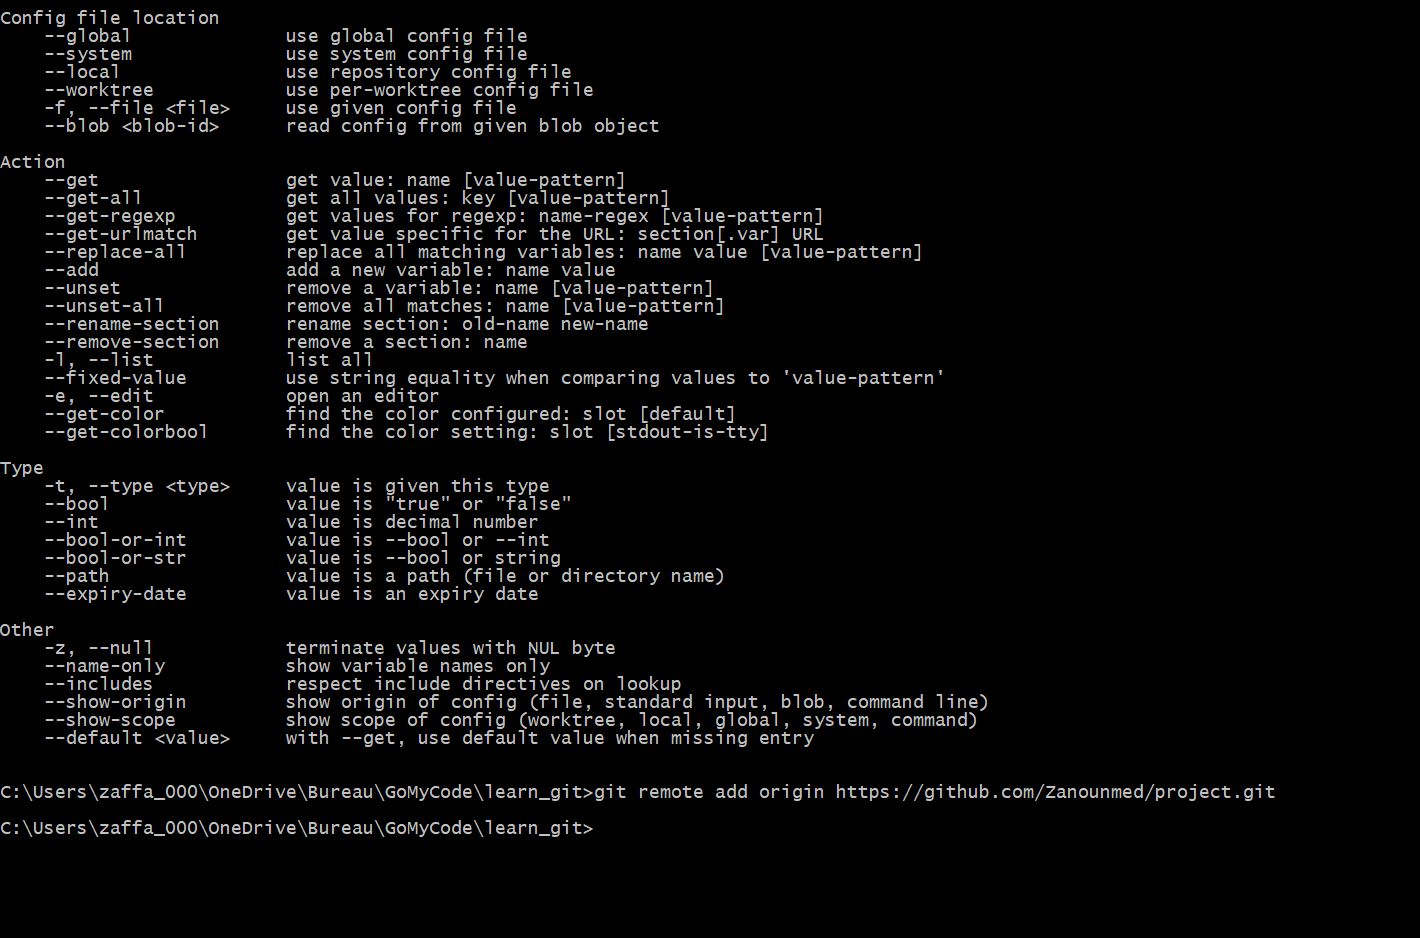 Config file location
    --global              use global config file
    --system              use system config file
    --local               use repository config file
    --worktree            use per-worktree config file
    -f, --file <file>     use given config file
    --blob <blob-id>      read config from given blob object

Action
    --get                 get value: name [value-pattern]
    --get-all             get all values: key [value-pattern]
    --get-regexp          get values for regexp: name-regex [value-pattern]
    --get-urlmatch        get value specific for the URL: section[.var] URL
    --replace-all         replace all matching variables: name value [value-pattern]
    --add                 add a new variable: name value
    --unset               remove a variable: name [value-pattern]
    --unset-all           remove all matches: name [value-pattern]
    --rename-section      rename section: old-name new-name
    --remove-section      remove a section: name
    -l, --list            list all
    --fixed-value         use string equality when comparing values to 'value-pattern'
    -e, --edit            open an editor
    --get-color           find the color configured: slot [default]
    --get-colorbool       find the color setting: slot [stdout-is-tty]

Type
    -t, --type <type>     value is given this type
    --bool                value is "true" or "false"
    --int                 value is decimal number
    --bool-or-int         value is --bool or --int
    --bool-or-str         value is --bool or string
    --path                value is a path (file or directory name)
    --expiry-date         value is an expiry date

Other
    -z, --null            terminate values with NUL byte
    --name-only           show variable names only
    --includes            respect include directives on lookup
    --show-origin         show origin of config (file, standard input, blob, command line)
    --show-scope          show scope of config (worktree, local, global, system, command)
    --default <value>     with --get, use default value when missing entry

C:\Users\zaffa_000\OneDrive\Bureau\GoMyCode\learn_git>git remote add origin https://github.com/Zanounmed/project.git

C:\Users\zaffa_000\OneDrive\Bureau\GoMyCode\learn_git>